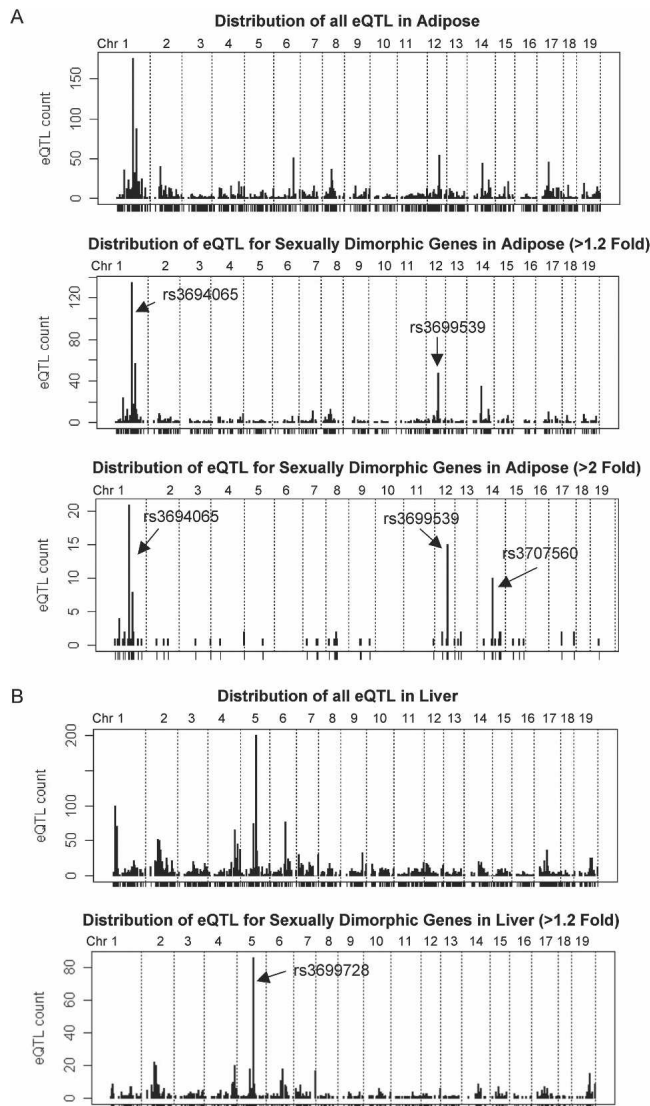 A
Distribution of all eQTL in Adipose
Chr 1 2 3 4 5 6 7 8 9 10 11 12 13 14 15 16 17 18 19
eQTL count
150
100
50
0
Distribution of eQTL for Sexually Dimorphic Genes in Adipose (>1.2 Fold)
Chr 1 2 3 4 5 6 7 8 9 10 11 12 13 14 15 16 17 18 19
eQTL count
120
80
40
0
rs3694065
rs3699539
Distribution of eQTL for Sexually Dimorphic Genes in Adipose (>2 Fold)
Chr 1 2 3 4 5 6 7 8 9 10 11 12 13 14 15 16 17 18 19
eQTL count
20
15
10
5
0
rs3694065
rs3699539
rs3707560
B
Distribution of all eQTL in Liver
Chr 1 2 3 4 5 6 7 8 9 10 11 12 13 14 15 16 17 18 19
eQTL count
200
100
50
0
Distribution of eQTL for Sexually Dimorphic Genes in Liver (>1.2 Fold)
Chr 1 2 3 4 5 6 7 8 9 10 11 12 13 14 15 16 17 18 19
eQTL count
80
60
40
20
0
rs3699728